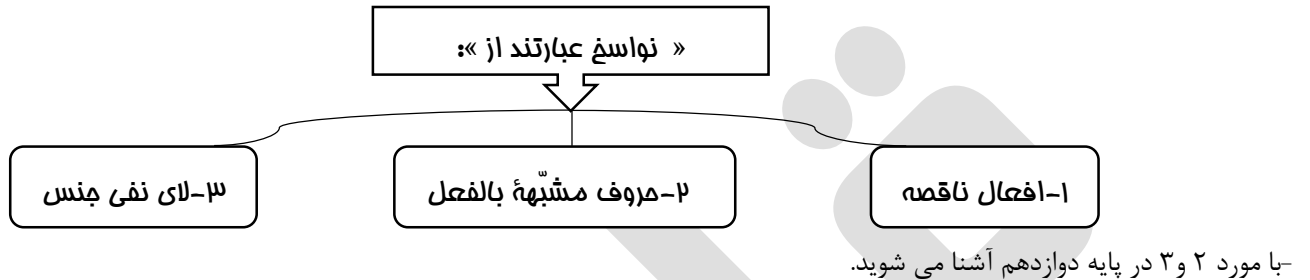 « نواسخ عبارتند از »:
۱-افعال ناقصه
۲-حروف مشبّههٔ بالفعل
۳-لای نفی جنس
-با مورد ۲ و۳ در پایه دوازدهم آشنا می شوید.